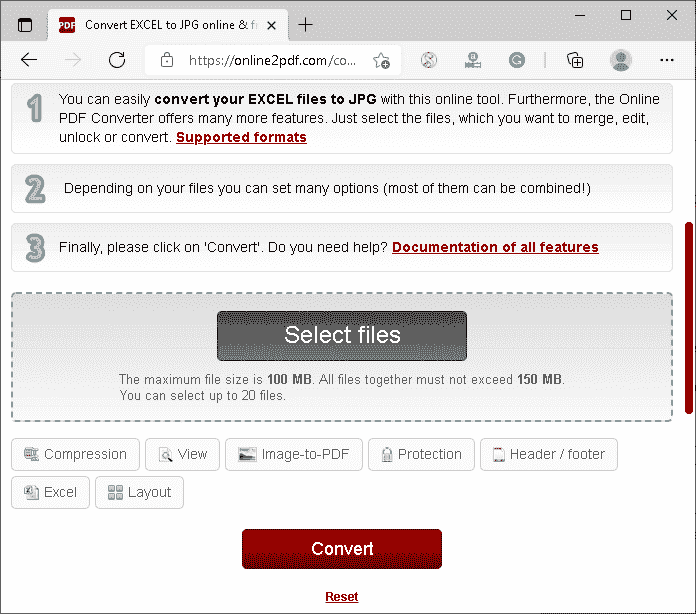 PDF Convert EXCEL to JPG online & fr
https://online2pdf.com/co...
1 You can easily convert your EXCEL files to JPG with this online tool. Furthermore, the Online
PDF Converter offers many more features. Just select the files, which you want to merge, edit,
unlock or convert. Supported formats
2 Depending on your files you can set many options (most of them can be combined!)
3 Finally, please click on 'Convert'. Do you need help? Documentation of all features
Select files
The maximum file size is 100 MB. All files together must not exceed 150 MB.
You can select up to 20 files.
Compression View Image-to-PDF Protection Header / footer
Excel Layout
Convert
Reset